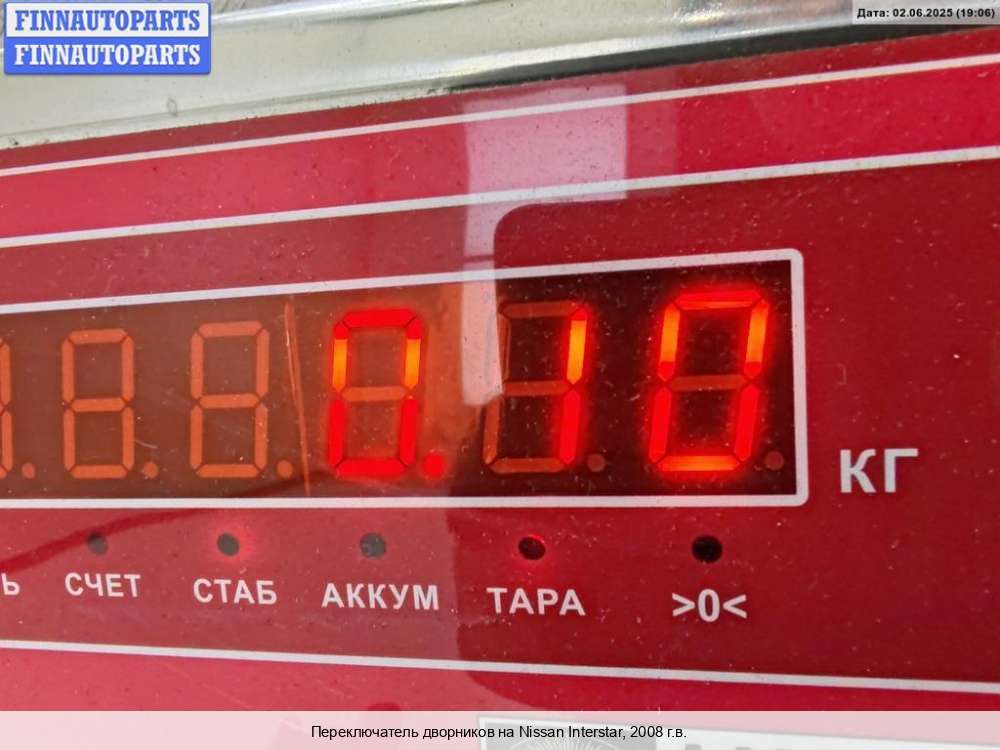 FINNAUTOPARTS
FINNAUTOPARTS
Дата: 02.06.2025 (19:06)
0.10
КГ
Ь СЧЕТ СТАБ АККУМ ТАРА >0<
Переключатель дворников на Nissan Interstar, 2008 г.в.